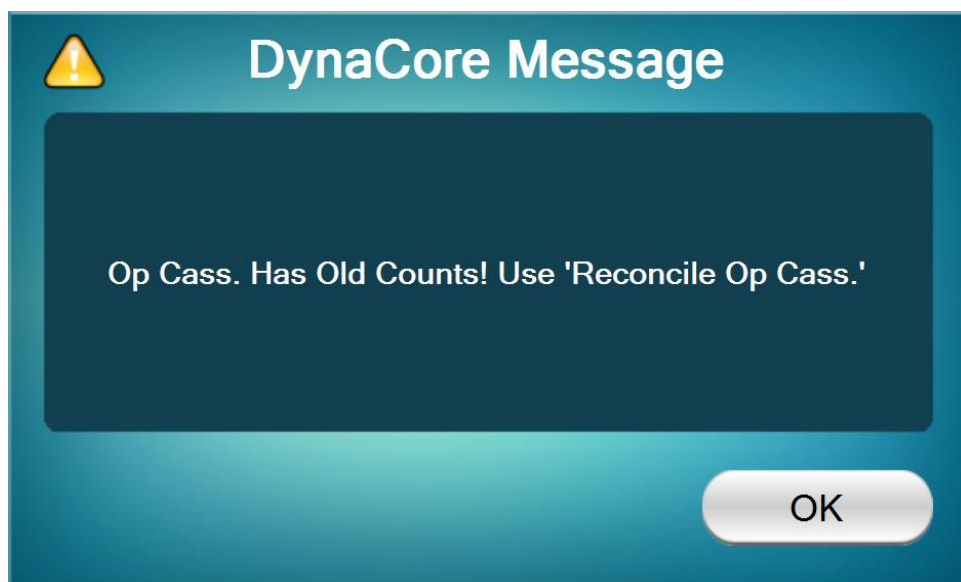 DynaCore Message
Op Cass. Has Old Counts! Use 'Reconcile Op Cass.'
OK